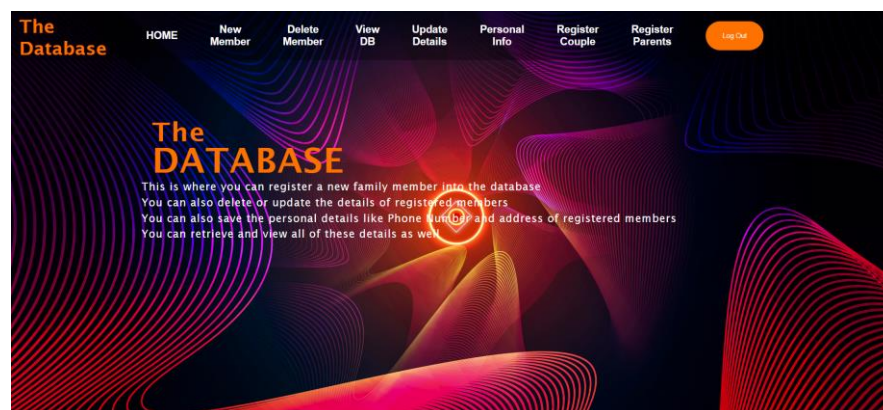 The
Database
HOME
New
Member
Delete
Member
View
DB
Update
Details
Personal
Info
Register
Couple
Register
Parents
Log Out
The
DATABASE
This is where you can register a new family member into the database
You can also delete or update the details of registered members
You can also save the personal details like Phone Number and address of registered members
You can retrieve and view all of these details as well